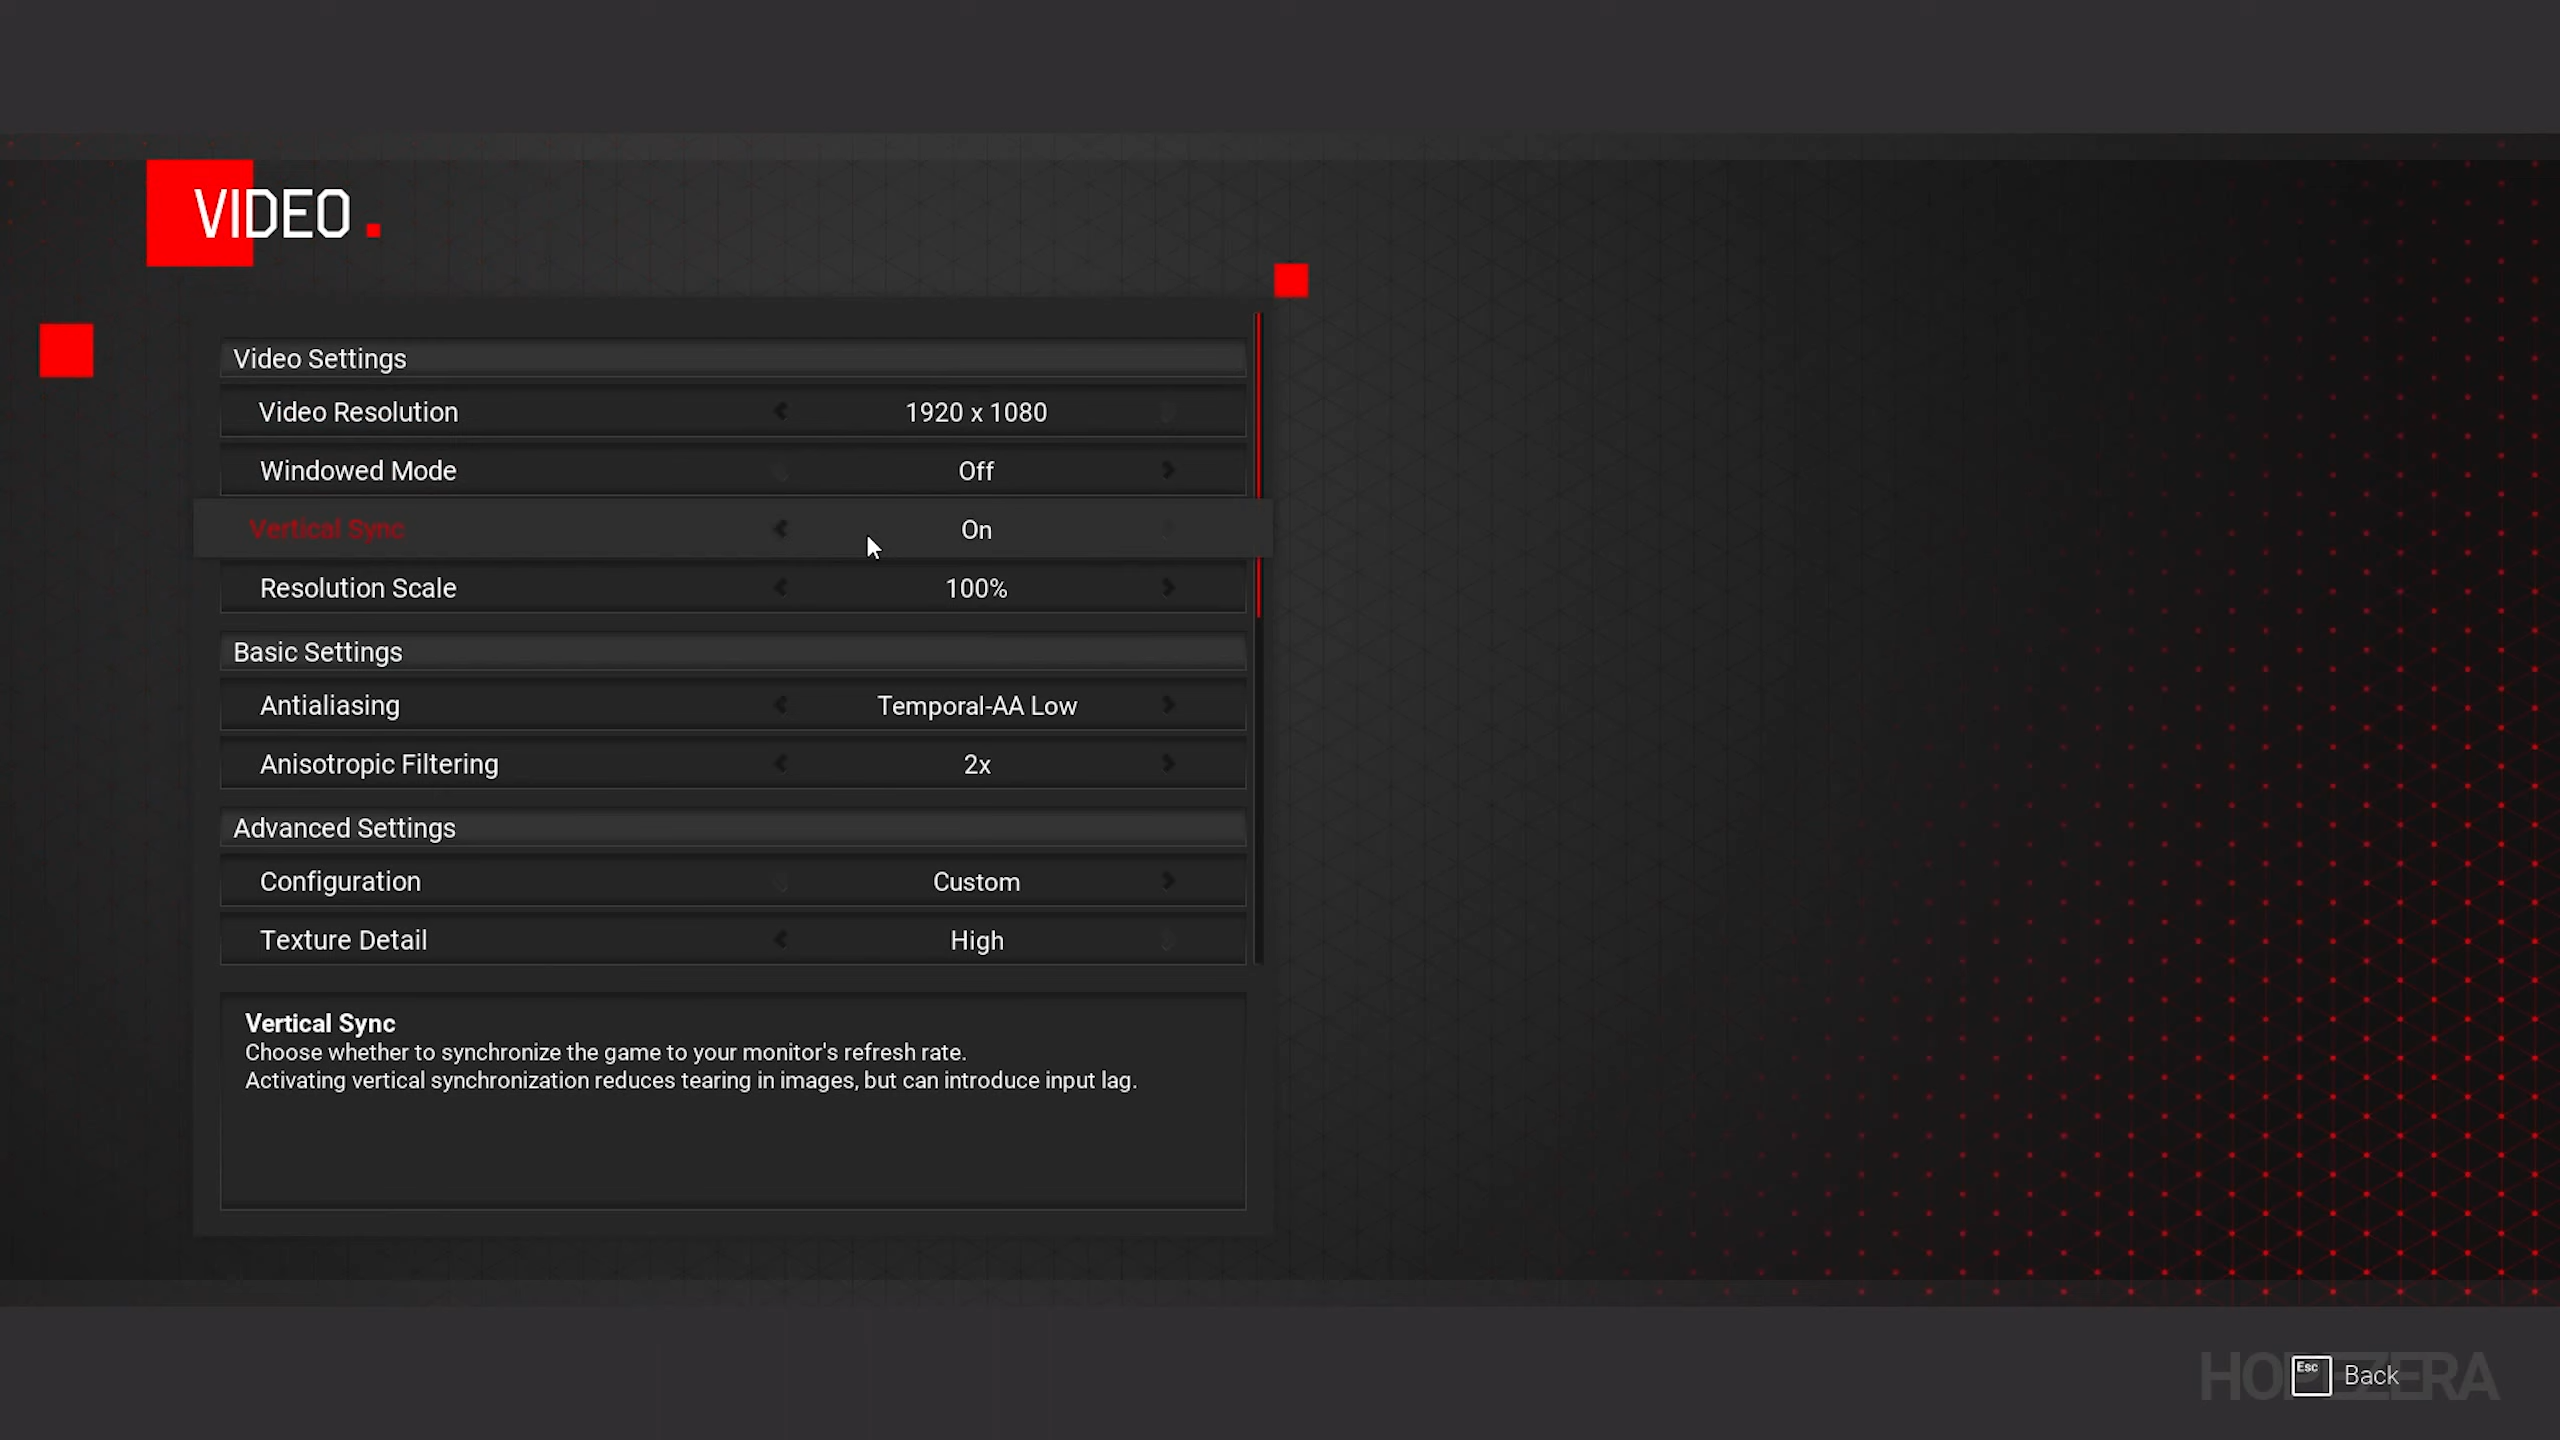 VIDEO.
Video Settings
Video Resolution 1920 x 1080
Windowed Mode Off
Vertical Sync On
Resolution Scale 100%
Basic Settings
Antialiasing Temporal-AA Low
Anisotropic Filtering 2x
Advanced Settings
Configuration Custom
Texture Detail High
Vertical Sync
Choose whether to synchronize the game to your monitor's refresh rate.
Activating vertical synchronization reduces tearing in images, but can introduce input lag.
Esc Back